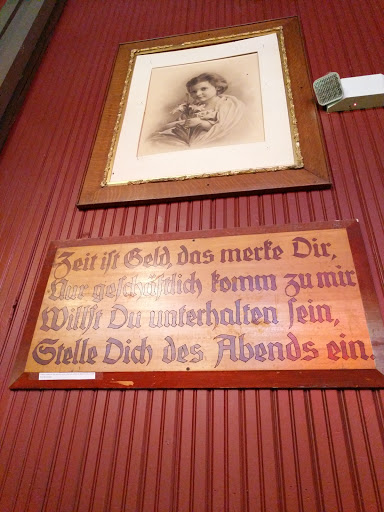 Zeit ist Geld das merke Dir,
Nur geschäftlich komm zu mir
Willst Du unterhalten sein,
Stelle Dich des Abends ein.